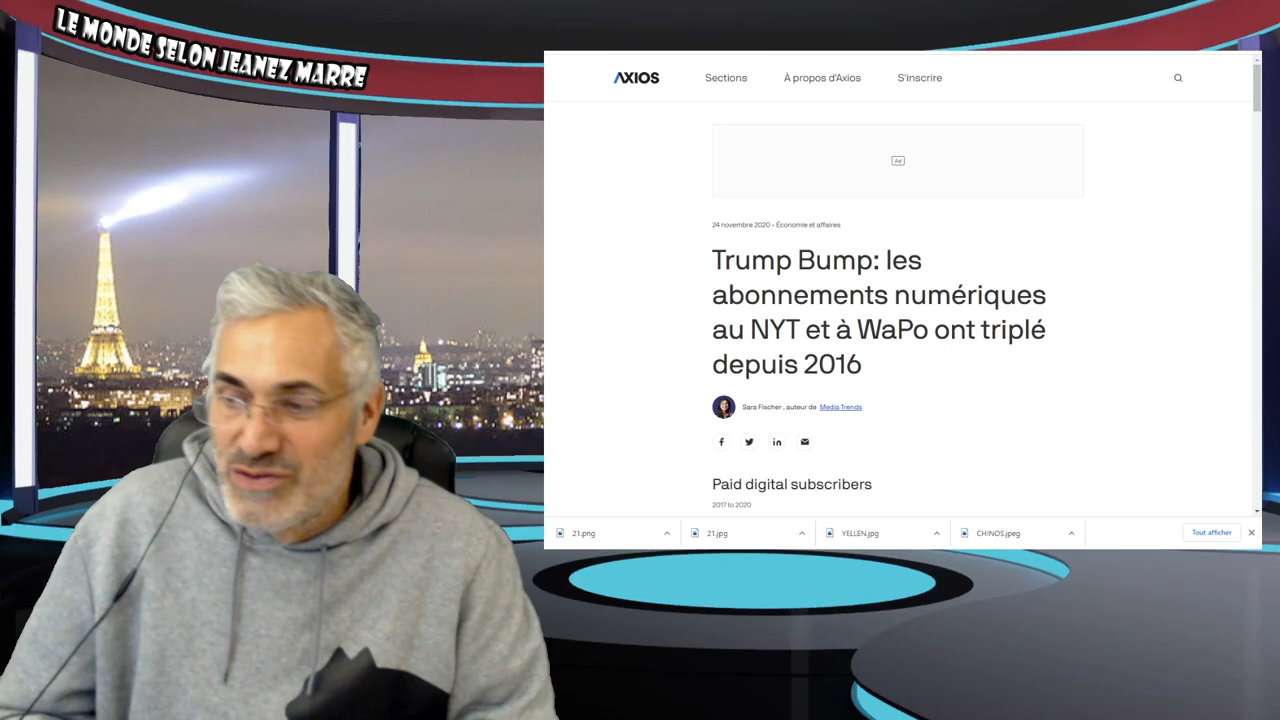 LE MONDE SELON JEANEZ MARRE
AXIOS
Sections
À propos d'Axios
S'inscrire
Ad
24 novembre 2020 - Économie et affaires
Trump Bump: les
abonnements numériques
au NYT et à WaPo ont triplé
depuis 2016
Sara Fischer , auteur de Media Trends
Paid digital subscribers
2017 to 2020
21.png
21.jpg
YELLEN.jpg
CHINOS.jpeg
Tout afficher